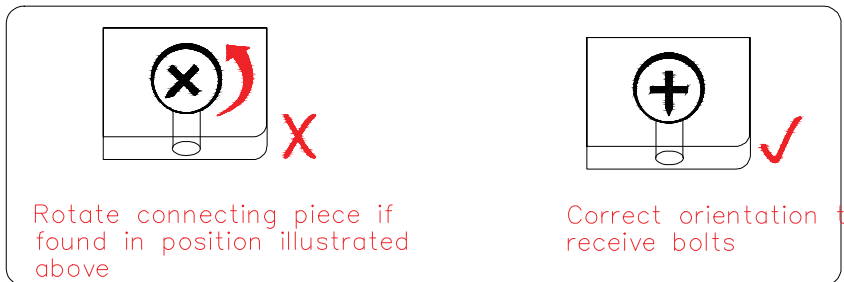 Rotate connecting piece if
found in position illustrated
above
Correct orientation t
receive bolts